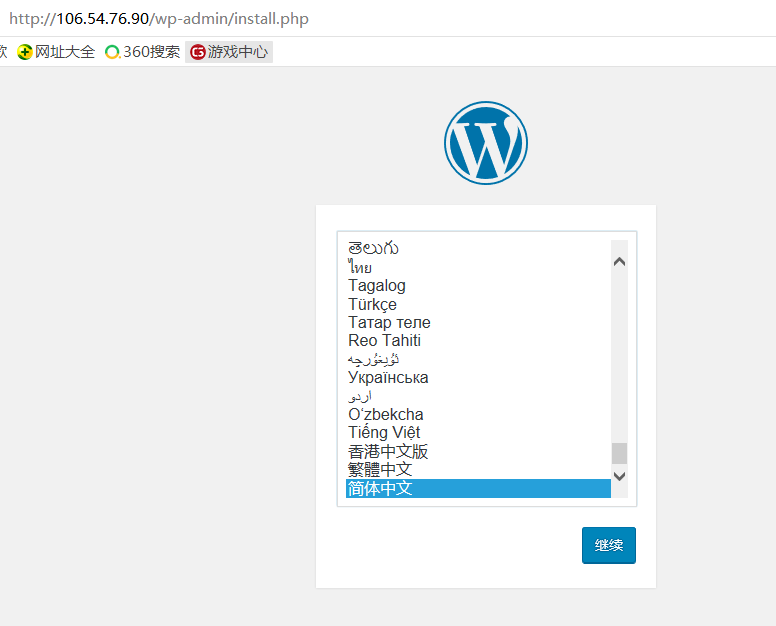 http://106.54.76.90/wp-admin/install.php
网址大全 360搜索 游戏中心
తెలుగు
ไทย
Tagalog
Türkçe
Татар теле
Reo Tahiti
ئۇيغۇرچە
Українська
اردو
O‘zbekcha
Tiếng Việt
香港中文版
繁體中文
简体中文
继续